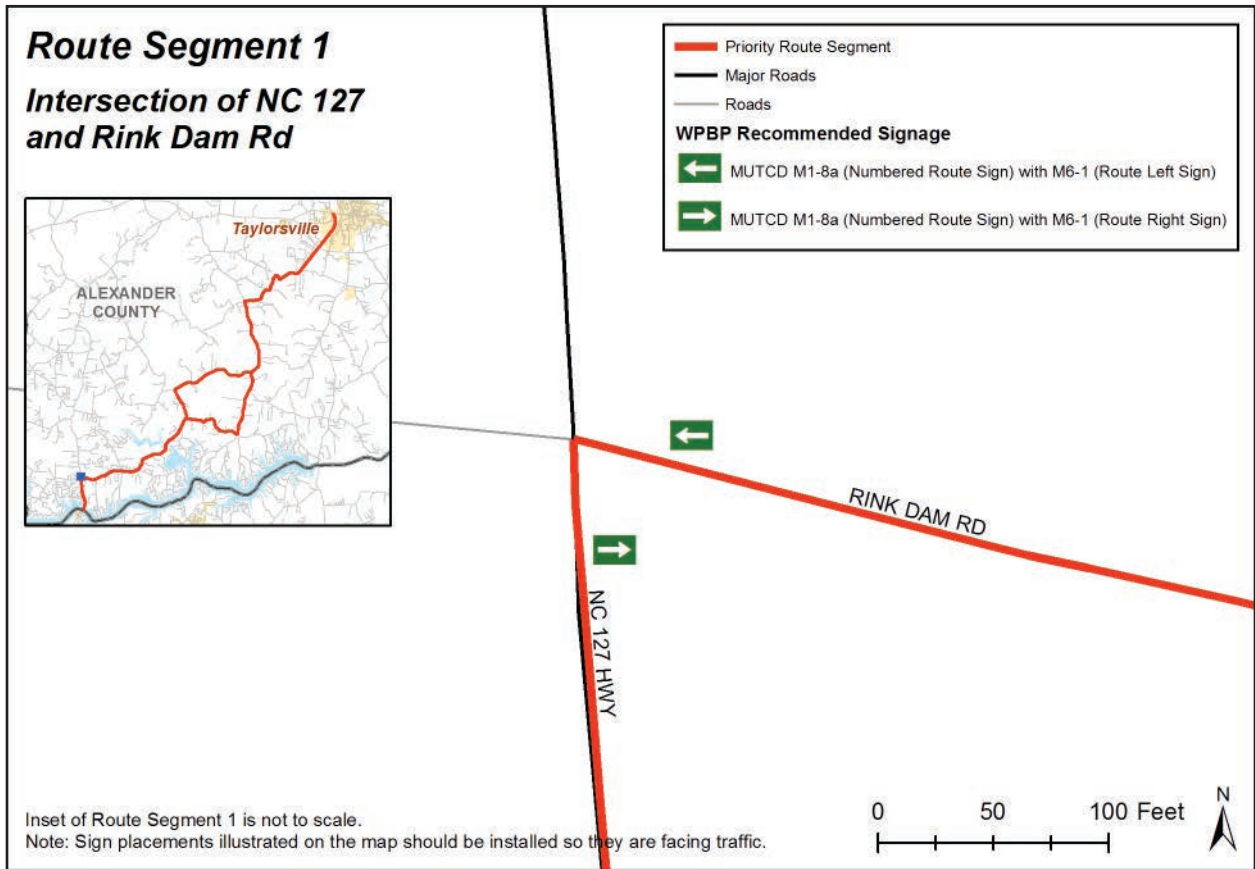 Route Segment 1
Intersection of NC 127
and Rink Dam Rd
Priority Route Segment
Major Roads
Roads
WPBP Recommended Signage
MUTCD M1-8a (Numbered Route Sign) with M6-1 (Route Left Sign)
MUTCD M1-8a (Numbered Route Sign) with M6-1 (Route Right Sign)
Taylorsville
ALEXANDER
COUNTY
RINK DAM RD
NC 127 HWY
Inset of Route Segment 1 is not to scale.
Note: Sign placements illustrated on the map should be installed so they are facing traffic.
0 50 100 Feet
N